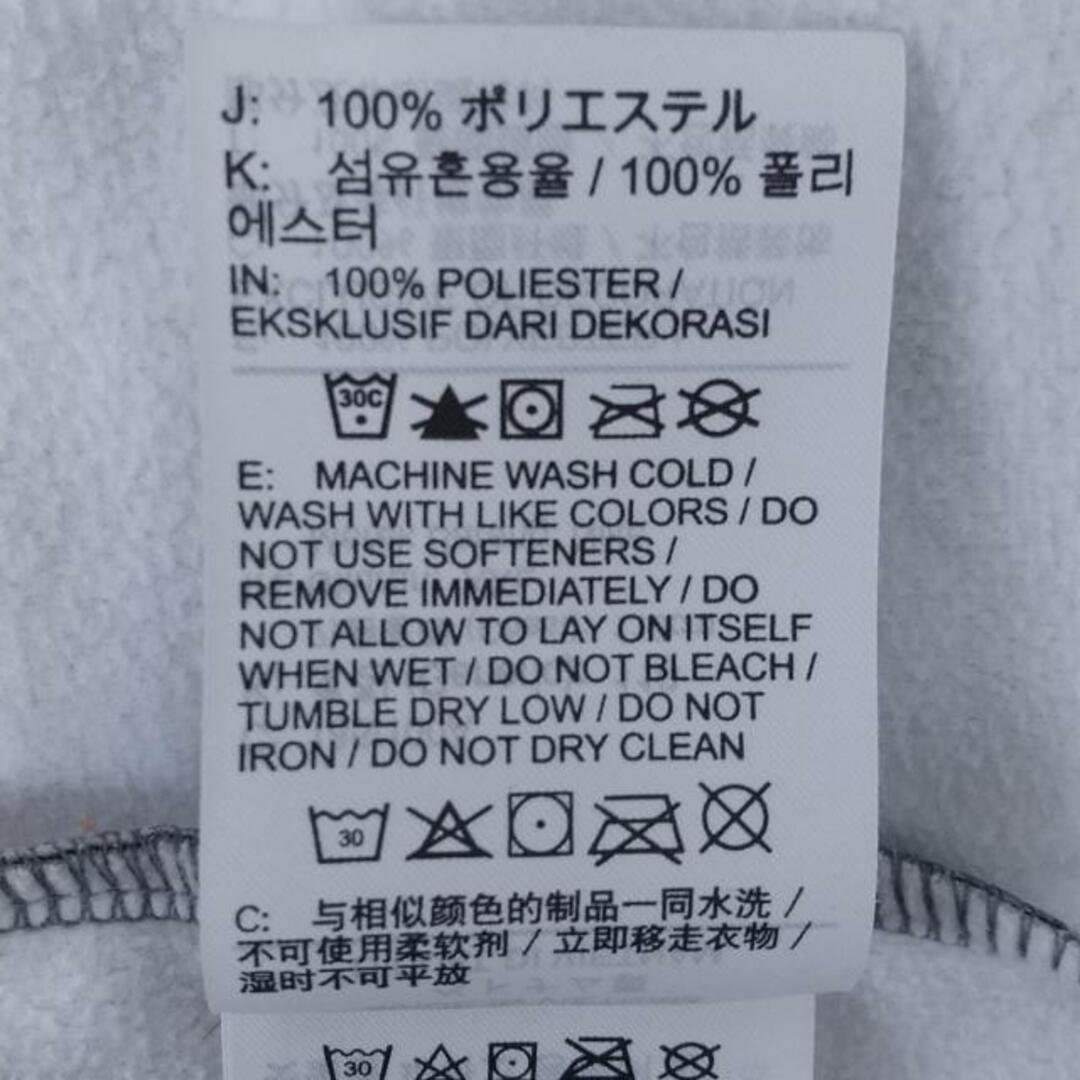 J: 100% ポリエステル
K: 섬유혼용율 / 100% 폴리
에스터
IN: 100% POLIESTER /
EKSKLUSIF DARI DEKORASI
30C
E: MACHINE WASH COLD /
WASH WITH LIKE COLORS / DO
NOT USE SOFTENERS /
REMOVE IMMEDIATELY / DO
NOT ALLOW TO LAY ON ITSELF
WHEN WET / DO NOT BLEACH /
TUMBLE DRY LOW / DO NOT
IRON / DO NOT DRY CLEAN
30
C: 与相似颜色的制品一同水洗 /
不可使用柔软剂 / 立即移走衣物 /
湿时不可平放
30